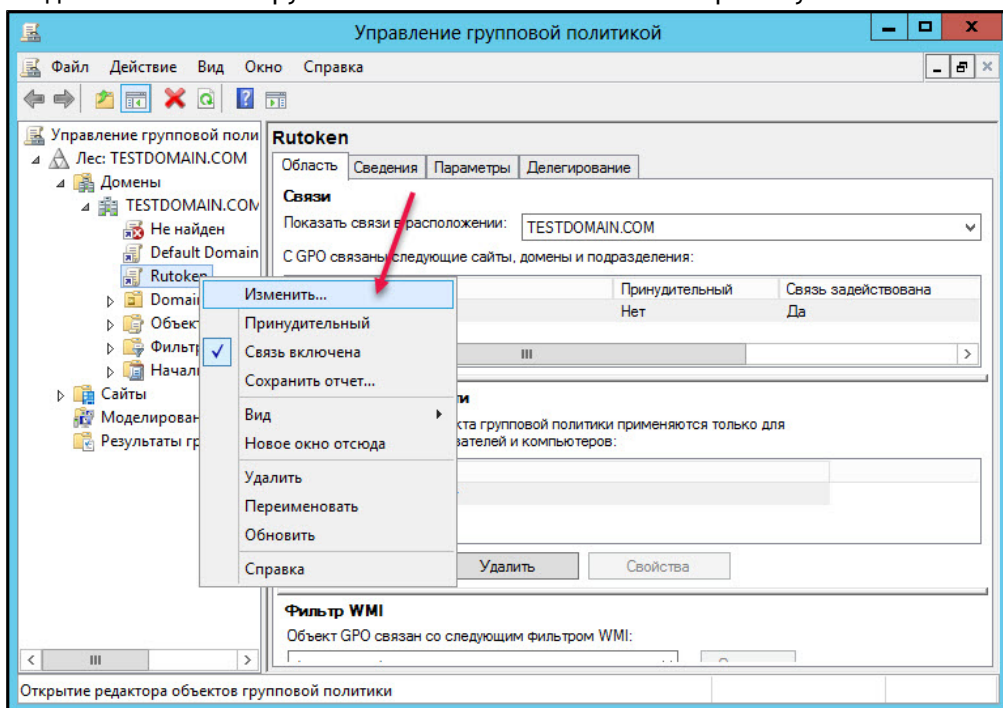 Управление групповой политикой
Файл Действие Вид Окно Справка
Управление групповой поли
Лес: TESTDOMAIN.COM
Домены
TESTDOMAIN.COM
Не найден
Default Domain
Rutoken
Domai
Объек
Фильт
Начал
Сайты
Моделирован
Результаты гр
Rutoken
Область Сведения Параметры Делегирование
Связи
Показать связи в расположении: TESTDOMAIN.COM
С GPO связаны следующие сайты, домены и подразделения:
Принудительный Связь задействована
Нет Да
Изменить...
Принудительный
Связь включена
Сохранить отчет...
Вид
Новое окно отсюда
Удалить
Переименовать
Обновить
Справка
ти
кта групповой политики применяются только для
вателей и компьютеров:
Удалить Свойства
Фильтр WMI
Объект GPO связан со следующим фильтром WMI:
Открытие редактора объектов групповой политики